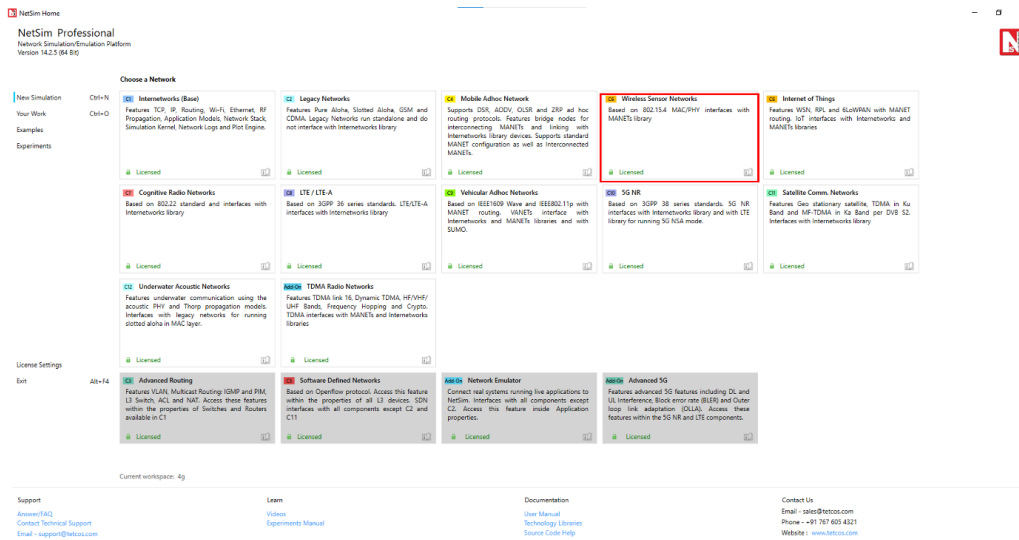 NetSim Home
NetSim Professional
Network Simulation/Emulation Platform
Version 14.2.5 (64 Bit)
N
Choose a Network
New Simulation Ctrl+N
Your Work Ctrl+O
Examples
Experiments
C1 Internetworks (Base)
Features TCP, IP, Routing, Wi-Fi, Ethernet, RF
Propagation, Application Models, Network Stack,
Simulation Kernel, Network Logs and Plot Engine.
Licensed
C2 Legacy Networks
Features Pure Aloha, Slotted Aloha, GSM and
CDMA. Legacy Networks run standalone and do
not interface with Internetworks library
Licensed
C4 Mobile Adhoc Network
Supports DSR, AODV, OLSR and ZRP ad hoc
routing protocols. Features bridge nodes for
interconnecting MANETs and linking with
Internetworks library devices. Supports standard
MANET configuration as well as Interconnected
MANETs.
Licensed
C6 Wireless Sensor Networks
Based on 802.15.4 MAC/PHY interfaces with
MANETs library
Licensed
Internet of Things
Features WSN, RPL and 6LoWPAN with MANET
routing. IoT interfaces with Internetworks and
MANETs libraries
Licensed
C7 Cognitive Radio Networks
Based on 802.22 standard and interfaces with
Internetworks library
Licensed
C8 LTE / LTE-A
Based on 3GPP 36 series standards. LTE/LTE-A
interfaces with Internetworks library
Licensed
C9 Vehicular Adhoc Networks
Based on IEEE1609 Wave and IEEE802.11p with
MANET routing. VANETs interface with
Internetworks and MANETs libraries and with
SUMO.
Licensed
C10 5G NR
Based on 3GPP 38 series standards. 5G NR
interfaces with Internetworks library and with LTE
library for running 5G NSA mode.
Licensed
C11 Satellite Comm. Networks
Features Geo stationary satellite, TDMA in Ku
Band and MF-TDMA in Ka Band per DVB S2.
Interfaces with Internetworks library
Licensed
C12 Underwater Acoustic Networks
Features underwater communication using the
acoustic PHY and Thorp propagation models.
Interfaces with legacy networks for running
slotted aloha in MAC layer.
Licensed
Add-On TDMA Radio Networks
Features TDMA link 16, Dynamic TDMA, HF/VHF/
UHF Bands, Frequency Hopping and Crypto.
TDMA interfaces with MANETs and Internetworks
libraries
Licensed
License Settings
Exit Alt+F4
C3 Advanced Routing
Features VLAN, Multicast Routing: IGMP and PIM,
L3 Switch, ACL and NAT. Access these features
within the properties of Switches and Routers
available in C1
Licensed
Software Defined Networks
Based on Openflow protocol. Access this feature
within the properties of all L3 devices. SDN
interfaces with all components except C2 and
C11
Licensed
Add-On Network Emulator
Connect real systems running live applications to
NetSim. Interfaces with all components except
C2. Access this feature inside Application
properties.
Licensed
Add-On Advanced 5G
Features advanced 5G features including DL and
UL Interference, Block error rate (BLER) and Outer
loop link adaptation (OLLA). Access these
features within the 5G NR and LTE components.
Licensed
Current workspace: 4g
Support
Answer/FAQ
Contact Technical Support
Email - support@tetcos.com
Learn
Videos
Experiments Manual
Documentation
User Manual
Technology Libraries
Source Code Help
Contact Us
Email - sales@tetcos.com
Phone - +91 767 605 4321
Website : www.tetcos.com